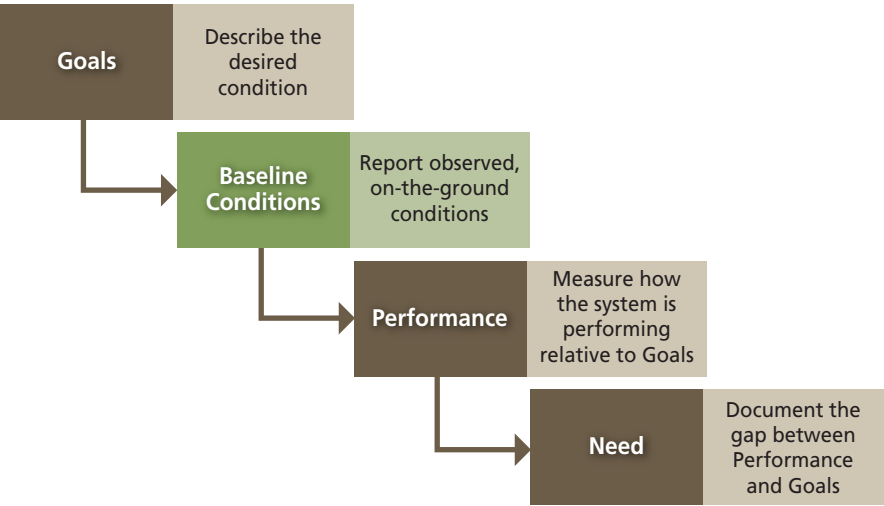 Goals
Describe the
desired
condition
Baseline
Conditions
Report observed,
on-the-ground
conditions
Performance
Measure how
the system is
performing
relative to Goals
Need
Document the
gap between
Performance
and Goals